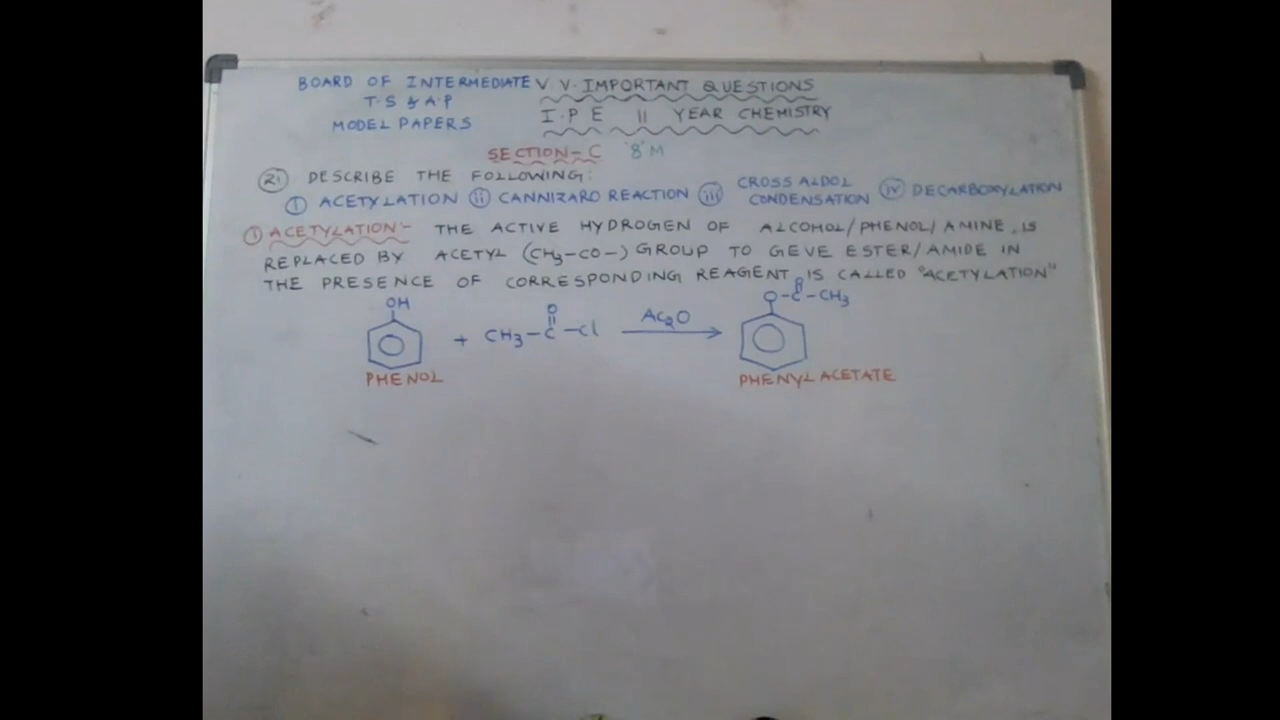 BOARD OF INTERMEDIATE V.V.IMPORTANT QUESTIONS
T.S & A.P
I.P.E II YEAR CHEMISTRY
MODEL PAPERS
SECTION-C "8"M
21 DESCRIBE THE FOLLOWING:
i ACETYLATION ii CANNIZARO REACTION iii CROSS ALDOL CONDENSATION iv DECARBOXYLATION
i ACETYLATION:- THE ACTIVE HYDROGEN OF ALCOHOL/PHENOL/AMINE, IS
REPLACED BY ACETYL (CH3-CO-) GROUP TO GEVE ESTER/AMIDE IN
THE PRESENCE OF CORRESPONDING REAGENT IS CALLED "ACETYLATION"
OH
O
O-C-CH3
+ CH3-C-Cl
Ac2O
PHENOL
PHENYL ACETATE